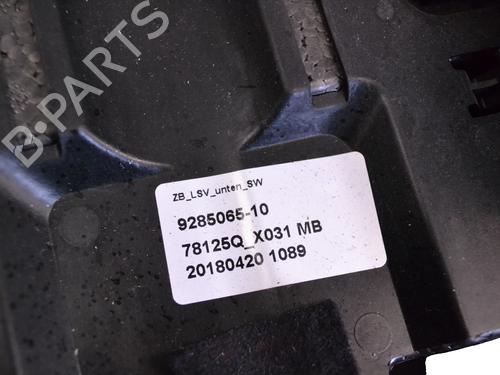 B-PARTS
ZB_LSV_unten_SW
9285065-10
78125Q_X031 MB
20180420 1089